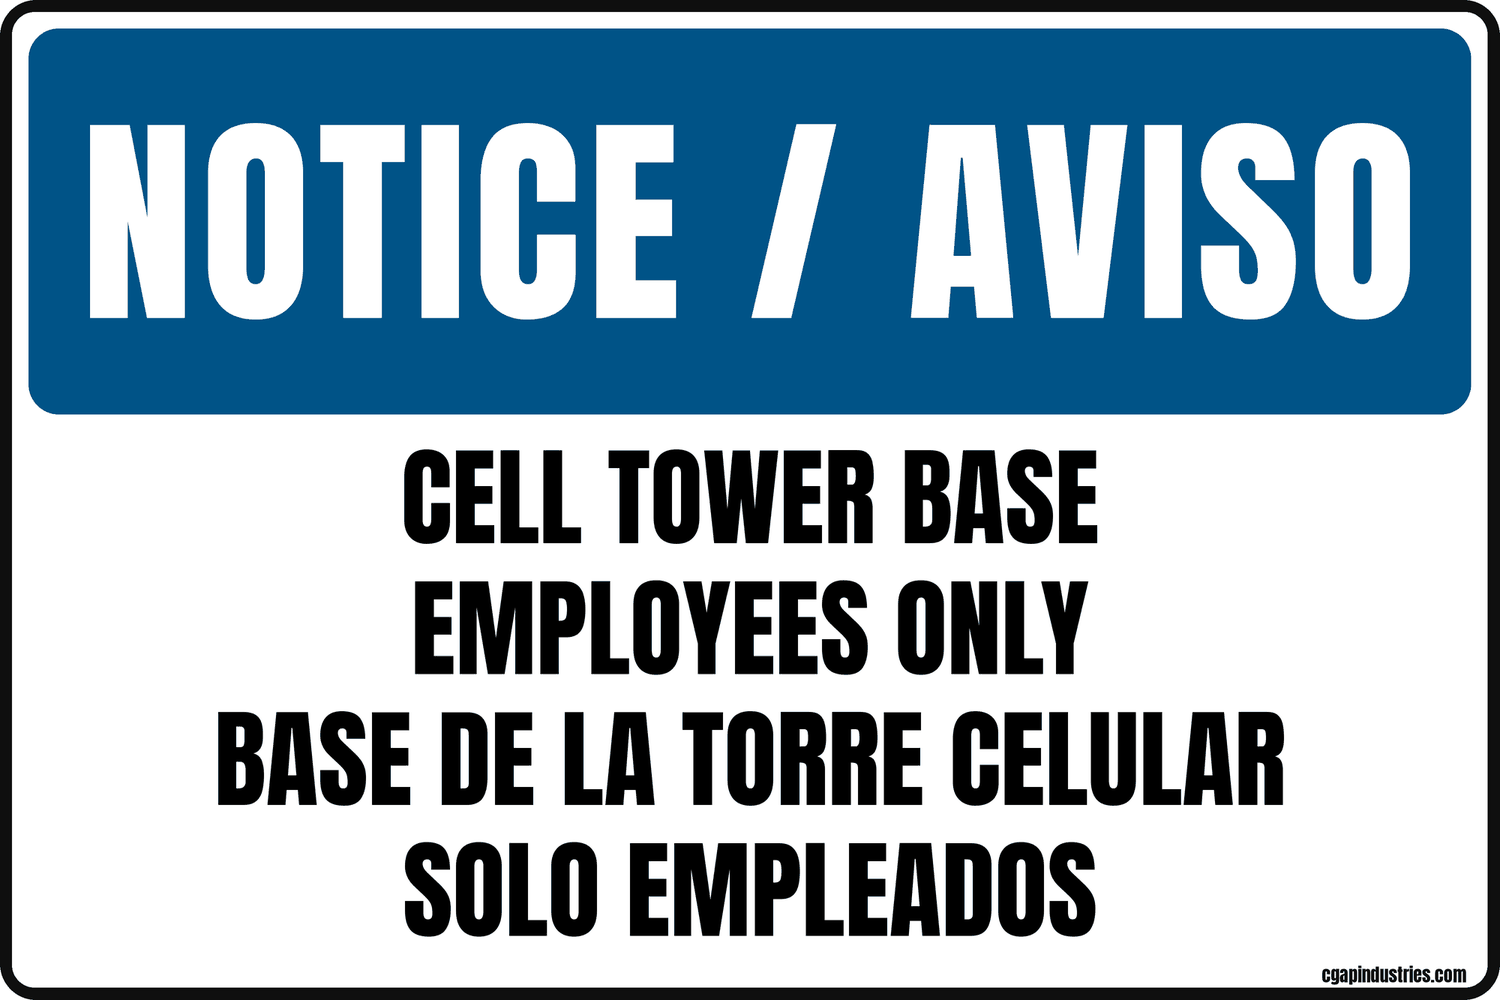 NOTICE / AVISO
CELL TOWER BASE
EMPLOYEES ONLY
BASE DE LA TORRE CELULAR
SOLO EMPLEADOS
cgapindustries.com